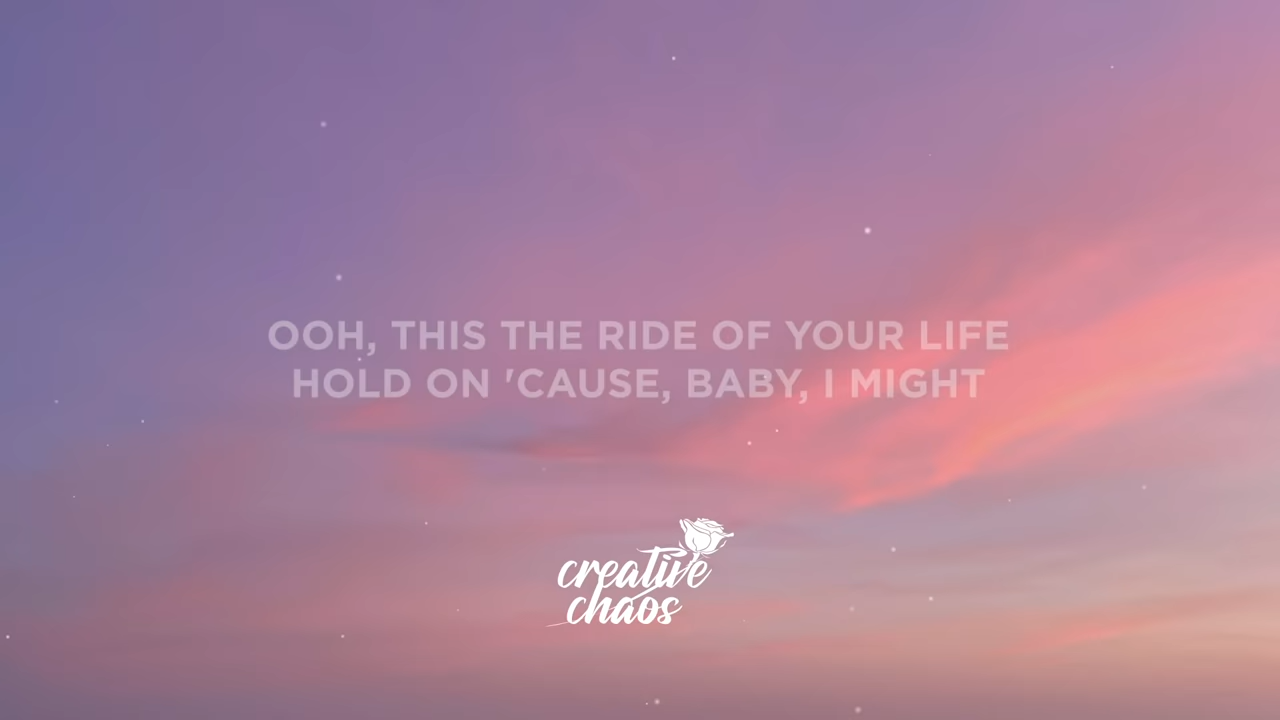 OOH, THIS THE RIDE OF YOUR LIFE
HOLD ON 'CAUSE, BABY, I MIGHT
creative
chaos